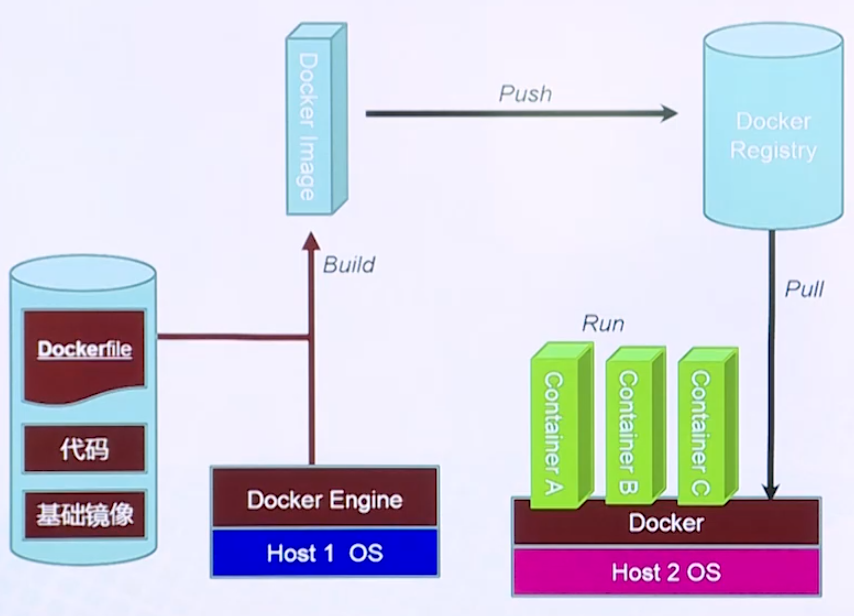 Docker Image
Push
Docker
Registry
Build
Pull
Dockerfile
代码
基础镜像
Docker Engine
Host 1 OS
Run
Container A
Container B
Container C
Docker
Host 2 OS